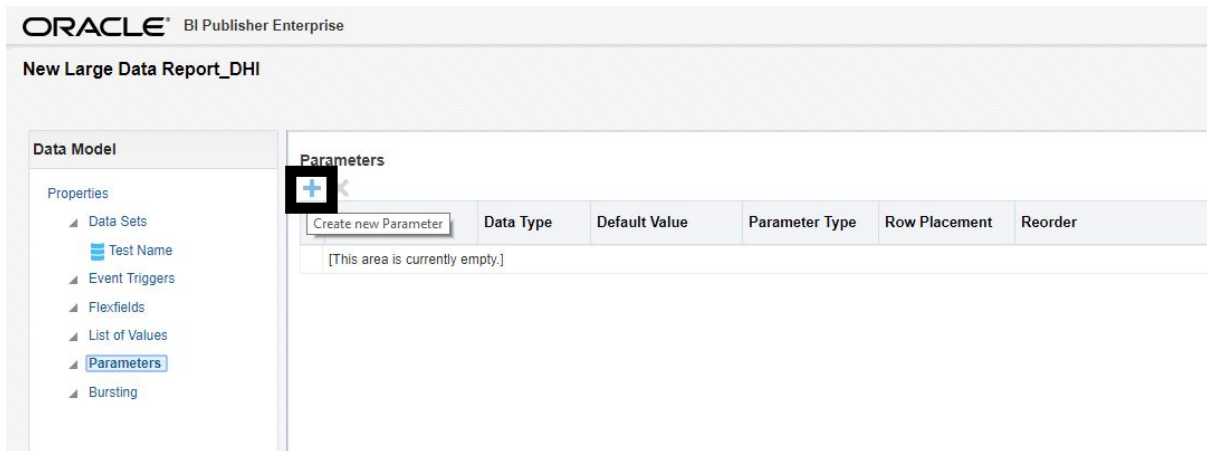 ORACLE® BI Publisher Enterprise
New Large Data Report_DHI
Data Model
Properties
Data Sets
Test Name
Event Triggers
Flexfields
List of Values
Parameters
Bursting
Parameters
Create new Parameter
Data Type Default Value Parameter Type Row Placement Reorder
[This area is currently empty.]